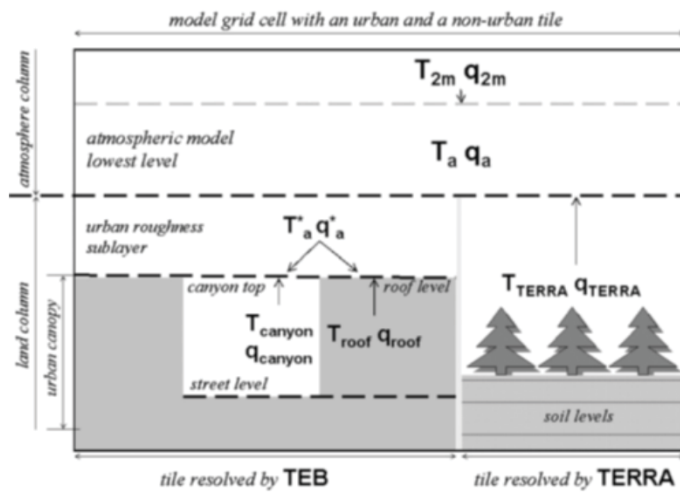 model grid cell with an urban and a non-urban tile
atmosphere column
T2m q2m
atmospheric model
lowest level
Ta qa
land column
urban roughness
sublayer
T*a q*a
urban canopy
canyon top
roof level
Tcanyon
qcanyon
Troof qroof
TTERRA qTERRA
street level
soil levels
tile resolved by TEB
tile resolved by TERRA